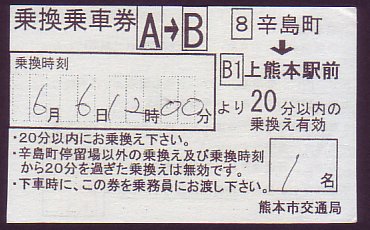 乗換乗車券 A→B
8 辛島町
↓
B1 上熊本駅前
乗換時刻
6月6日12時00分
より20分以内の
乗換え有効
・20分以内にお乗換え下さい。
・辛島町停留場以外の乗換え及び乗換時刻
から20分を過ぎた乗換えは無効です。
・下車時に、この券を乗務員にお渡し下さい。
1名
熊本市交通局